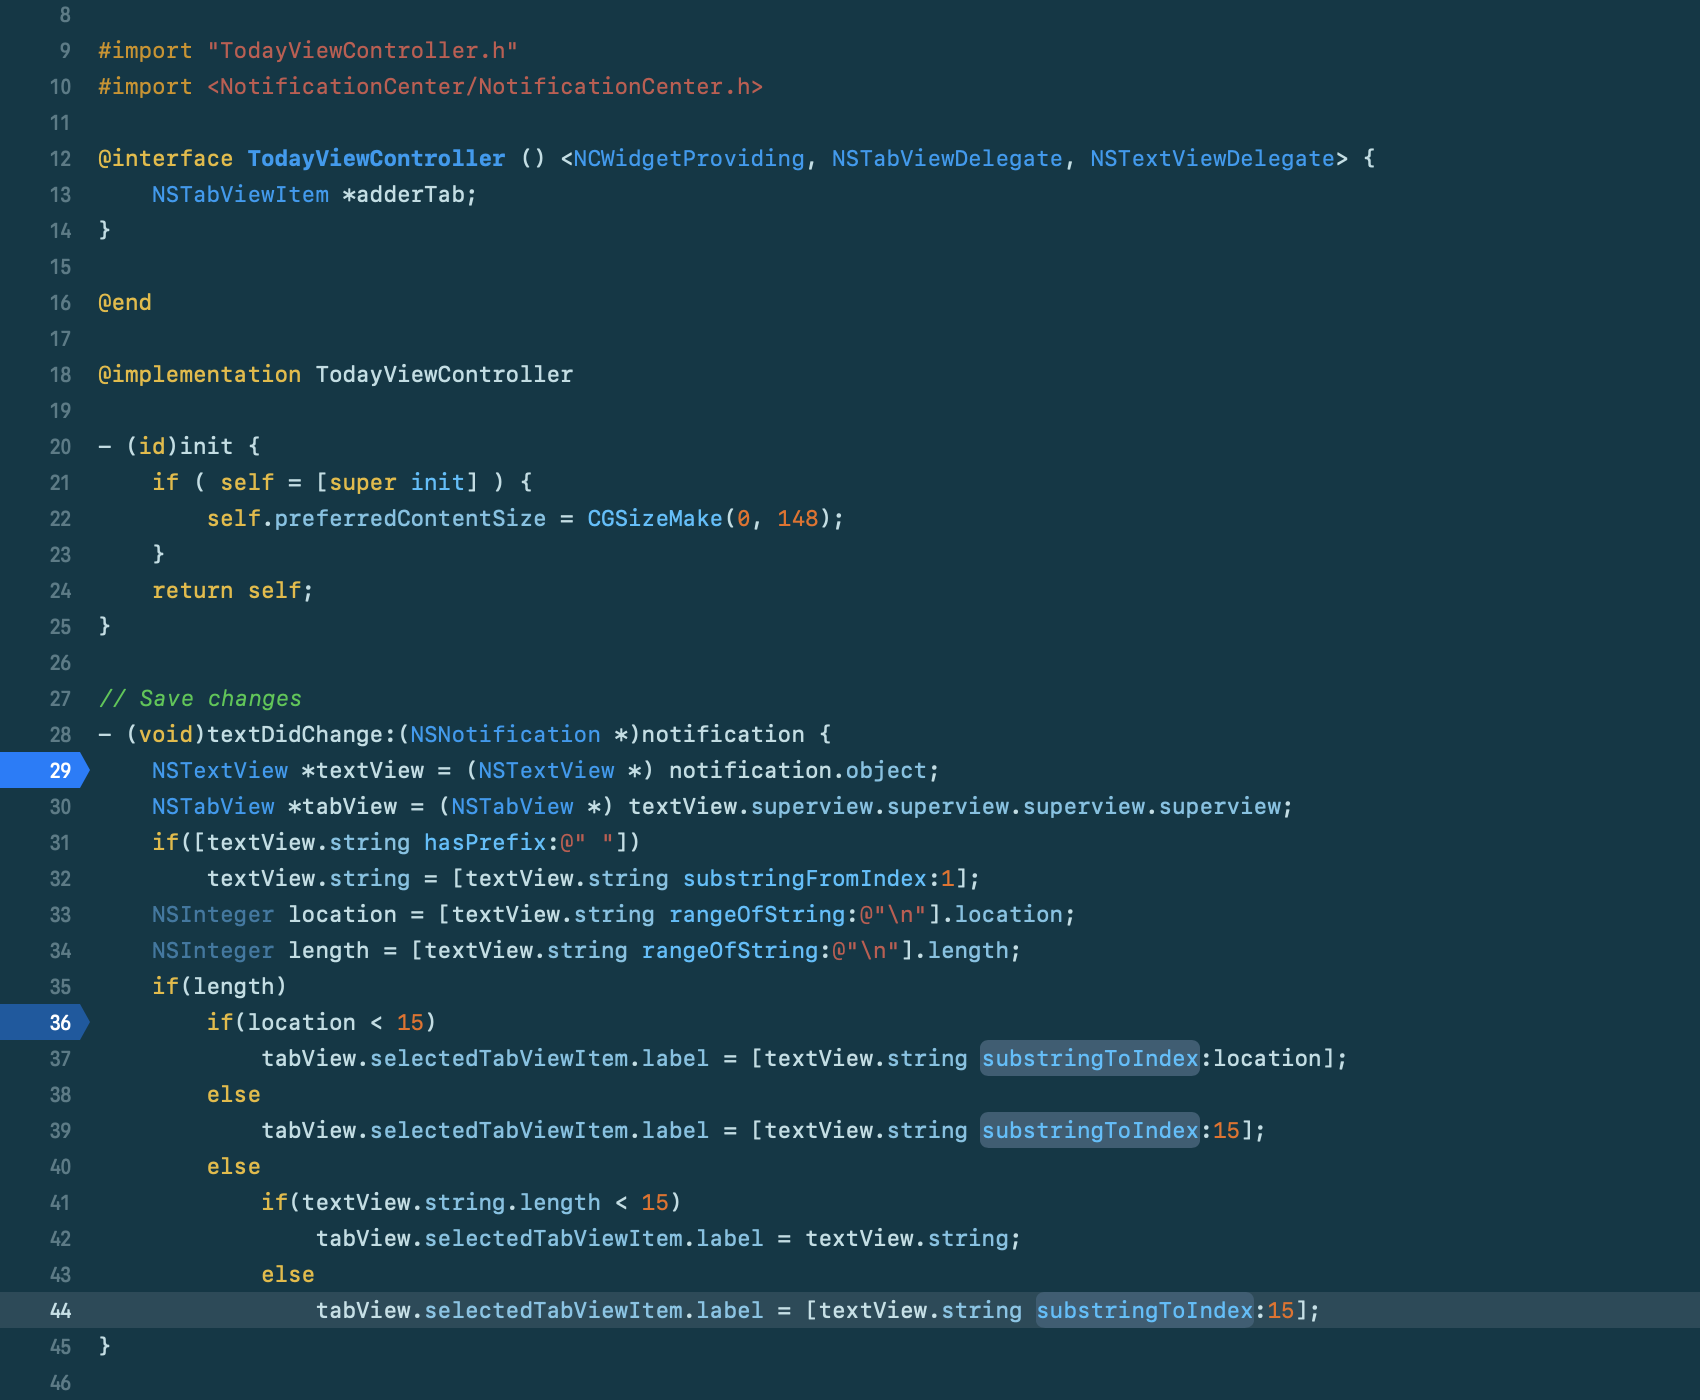 8
9 #import "TodayViewController.h"
10 #import <NotificationCenter/NotificationCenter.h>
11
12 @interface TodayViewController () <NCWidgetProviding, NSTabViewDelegate, NSTextViewDelegate> {
13     NSTabViewItem *adderTab;
14 }
15
16 @end
17
18 @implementation TodayViewController
19
20 – (id)init {
21     if ( self = [super init] ) {
22         self.preferredContentSize = CGSizeMake(0, 148);
23     }
24     return self;
25 }
26
27 // Save changes
28 – (void)textDidChange:(NSNotification *)notification {
29     NSTextView *textView = (NSTextView *) notification.object;
30     NSTabView *tabView = (NSTabView *) textView.superview.superview.superview.superview;
31     if([textView.string hasPrefix:@" "])
32         textView.string = [textView.string substringFromIndex:1];
33     NSInteger location = [textView.string rangeOfString:@"\n"].location;
34     NSInteger length = [textView.string rangeOfString:@"\n"].length;
35     if(length)
36         if(location < 15)
37             tabView.selectedTabViewItem.label = [textView.string substringToIndex:location];
38         else
39             tabView.selectedTabViewItem.label = [textView.string substringToIndex:15];
40         else
41             if(textView.string.length < 15)
42                 tabView.selectedTabViewItem.label = textView.string;
43             else
44                 tabView.selectedTabViewItem.label = [textView.string substringToIndex:15];
45 }
46